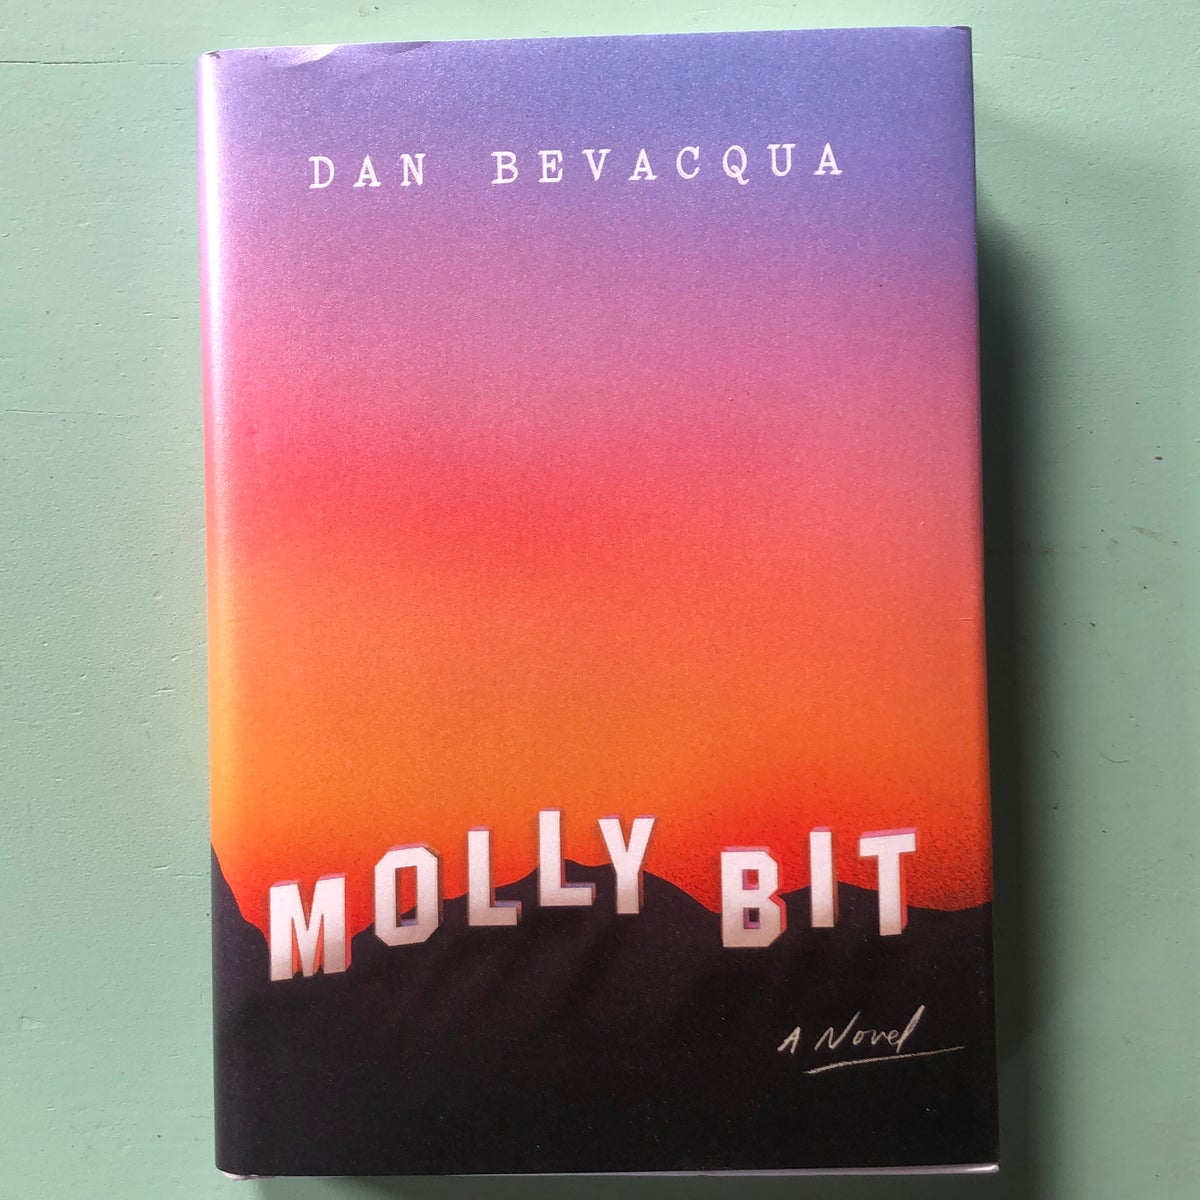 DAN BEVACQUA
MOLLY BIT
A Novel